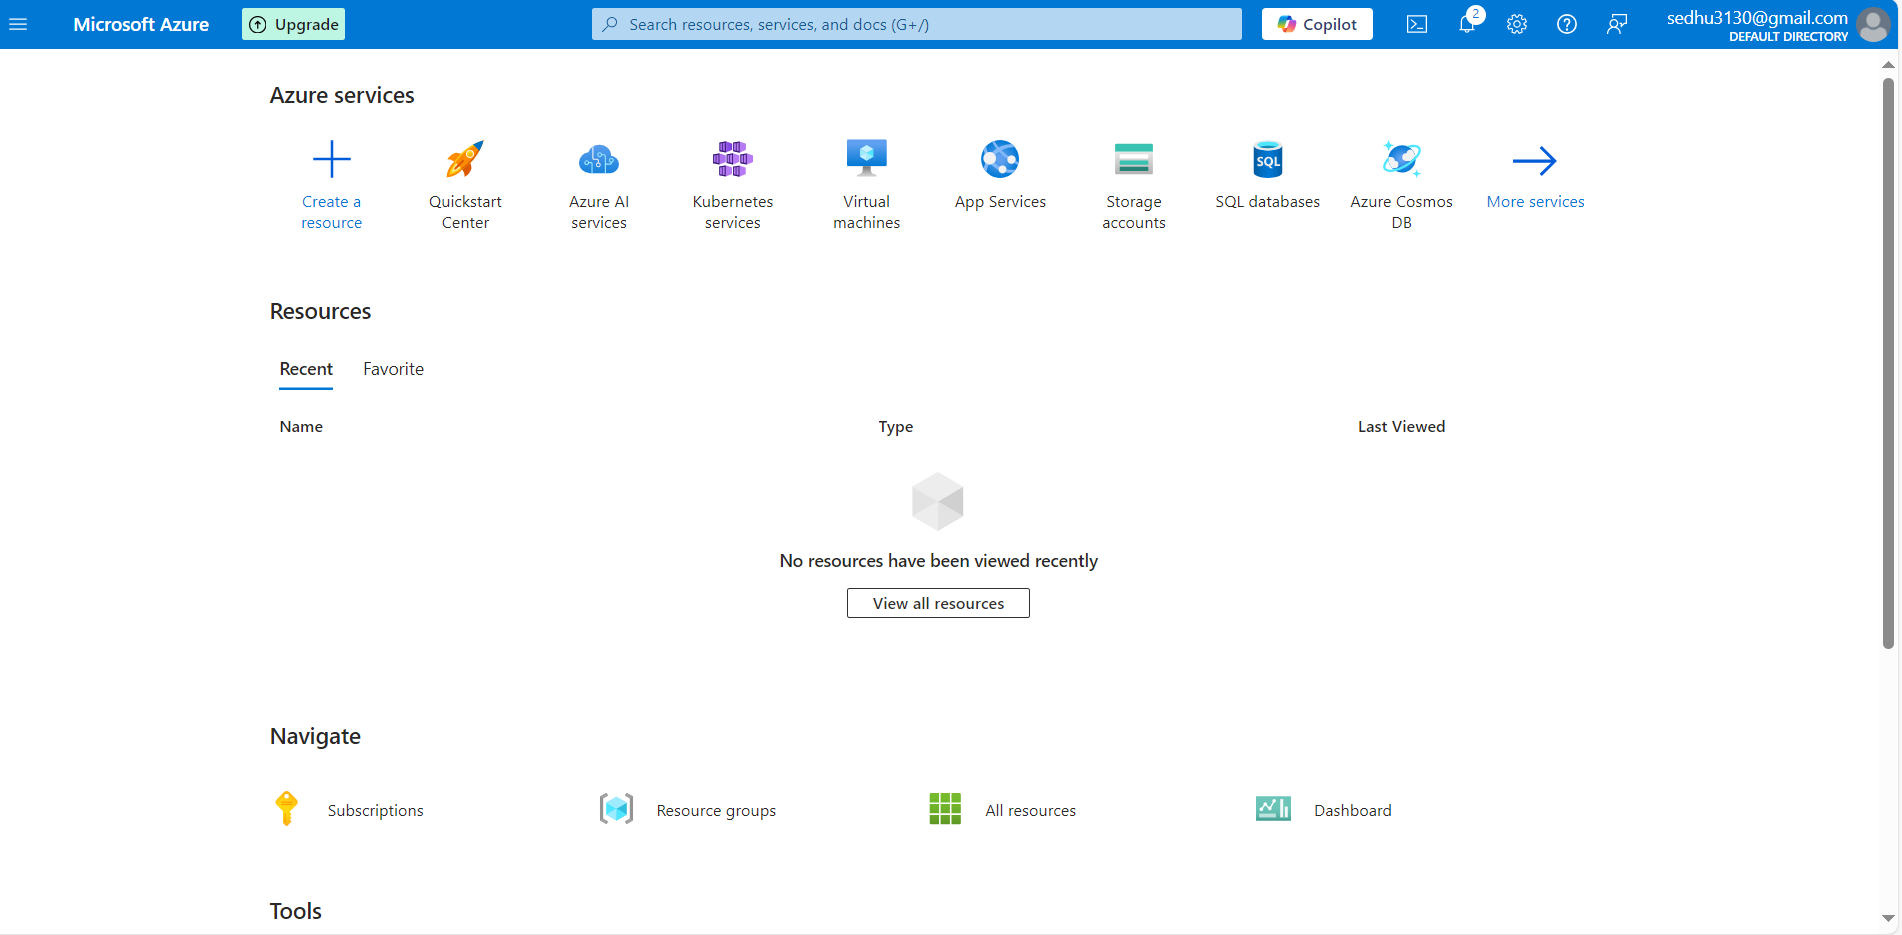 Microsoft Azure
Upgrade
Search resources, services, and docs (G+/)
Copilot
2
sedhu3130@gmail.com
DEFAULT DIRECTORY
Azure services
Create a
resource
Quickstart
Center
Azure AI
services
Kubernetes
services
Virtual
machines
App Services
Storage
accounts
SQL
SQL databases
Azure Cosmos
DB
More services
Resources
Recent
Favorite
Name
Type
Last Viewed
No resources have been viewed recently
View all resources
Navigate
Subscriptions
Resource groups
All resources
Dashboard
Tools